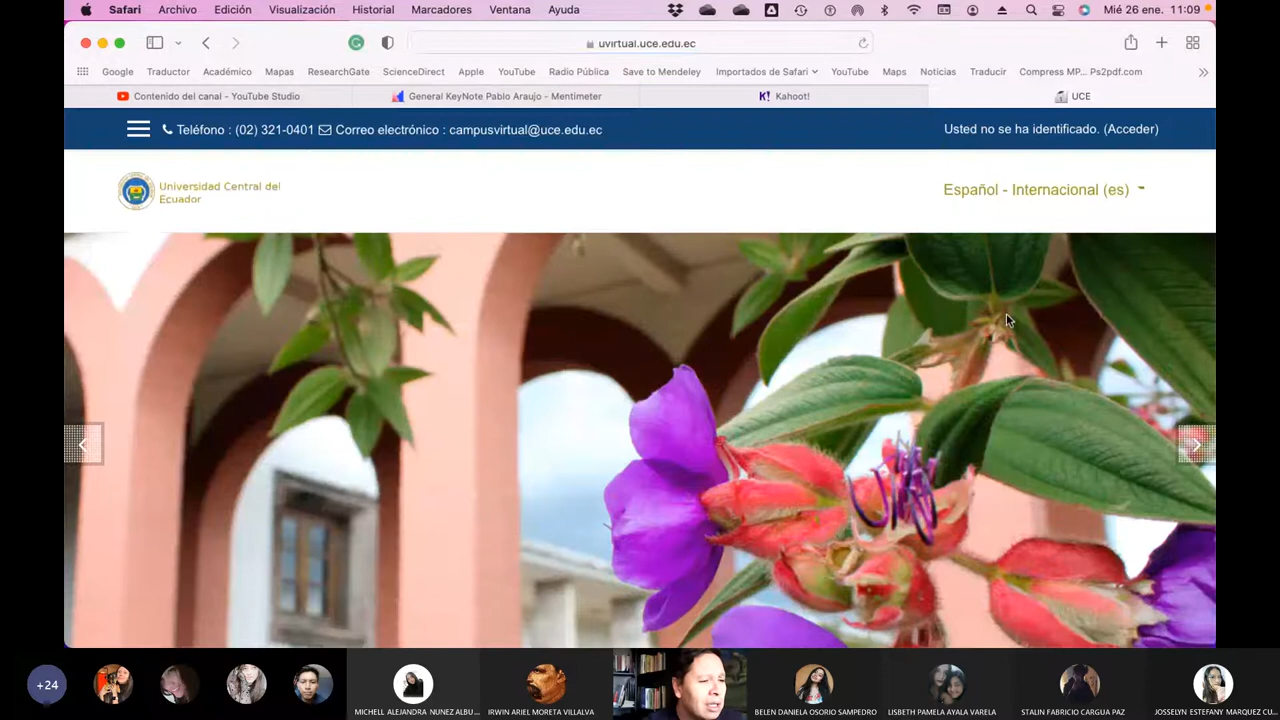 Safari Archivo Edición Visualización Historial Marcadores Ventana Ayuda Mié 26 ene. 11:09
uvirtual.uce.edu.ec
Google Traductor Académico Mapas ResearchGate ScienceDirect Apple YouTube Radio Pública Save to Mendeley Importados de Safari YouTube Maps Noticias Traducir Compress MP... Ps2pdf.com
Contenido del canal - YouTube Studio General KeyNote Pablo Araujo - Mentimeter K! Kahoot! UCE
Teléfono : (02) 321-0401 Correo electrónico : campusvirtual@uce.edu.ec Usted no se ha identificado. (Acceder)
Universidad Central del
Ecuador
Español - Internacional (es)
+24
MICHELL ALEJANDRA NUNEZ ALBU... IRWIN ARIEL MORETA VILLALVA BELEN DANIELA OSORIO SAMPEDRO LISBETH PAMELA AYALA VARELA STALIN FABRICIO CARGUA PAZ JOSSELYN ESTEFANY MARQUEZ CU...